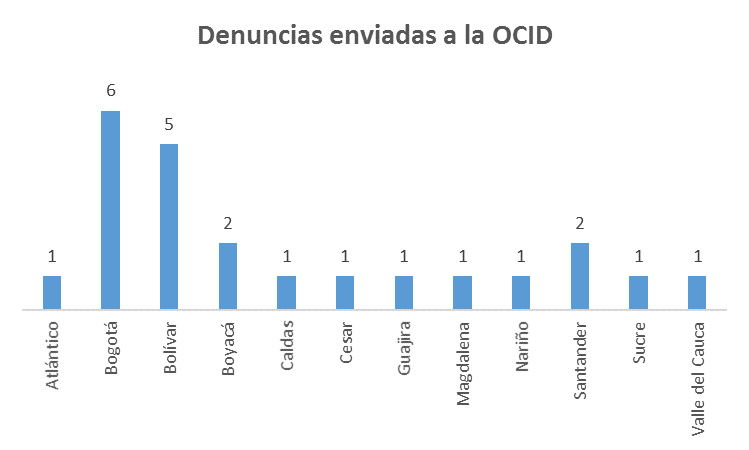 Denuncias enviadas a la OCID
1
6
5
2
1
1
1
1
1
2
1
1
Atlántico
Bogotá
Bolívar
Boyacá
Caldas
Cesar
Guajira
Magdalena
Nariño
Santander
Sucre
Valle del Cauca